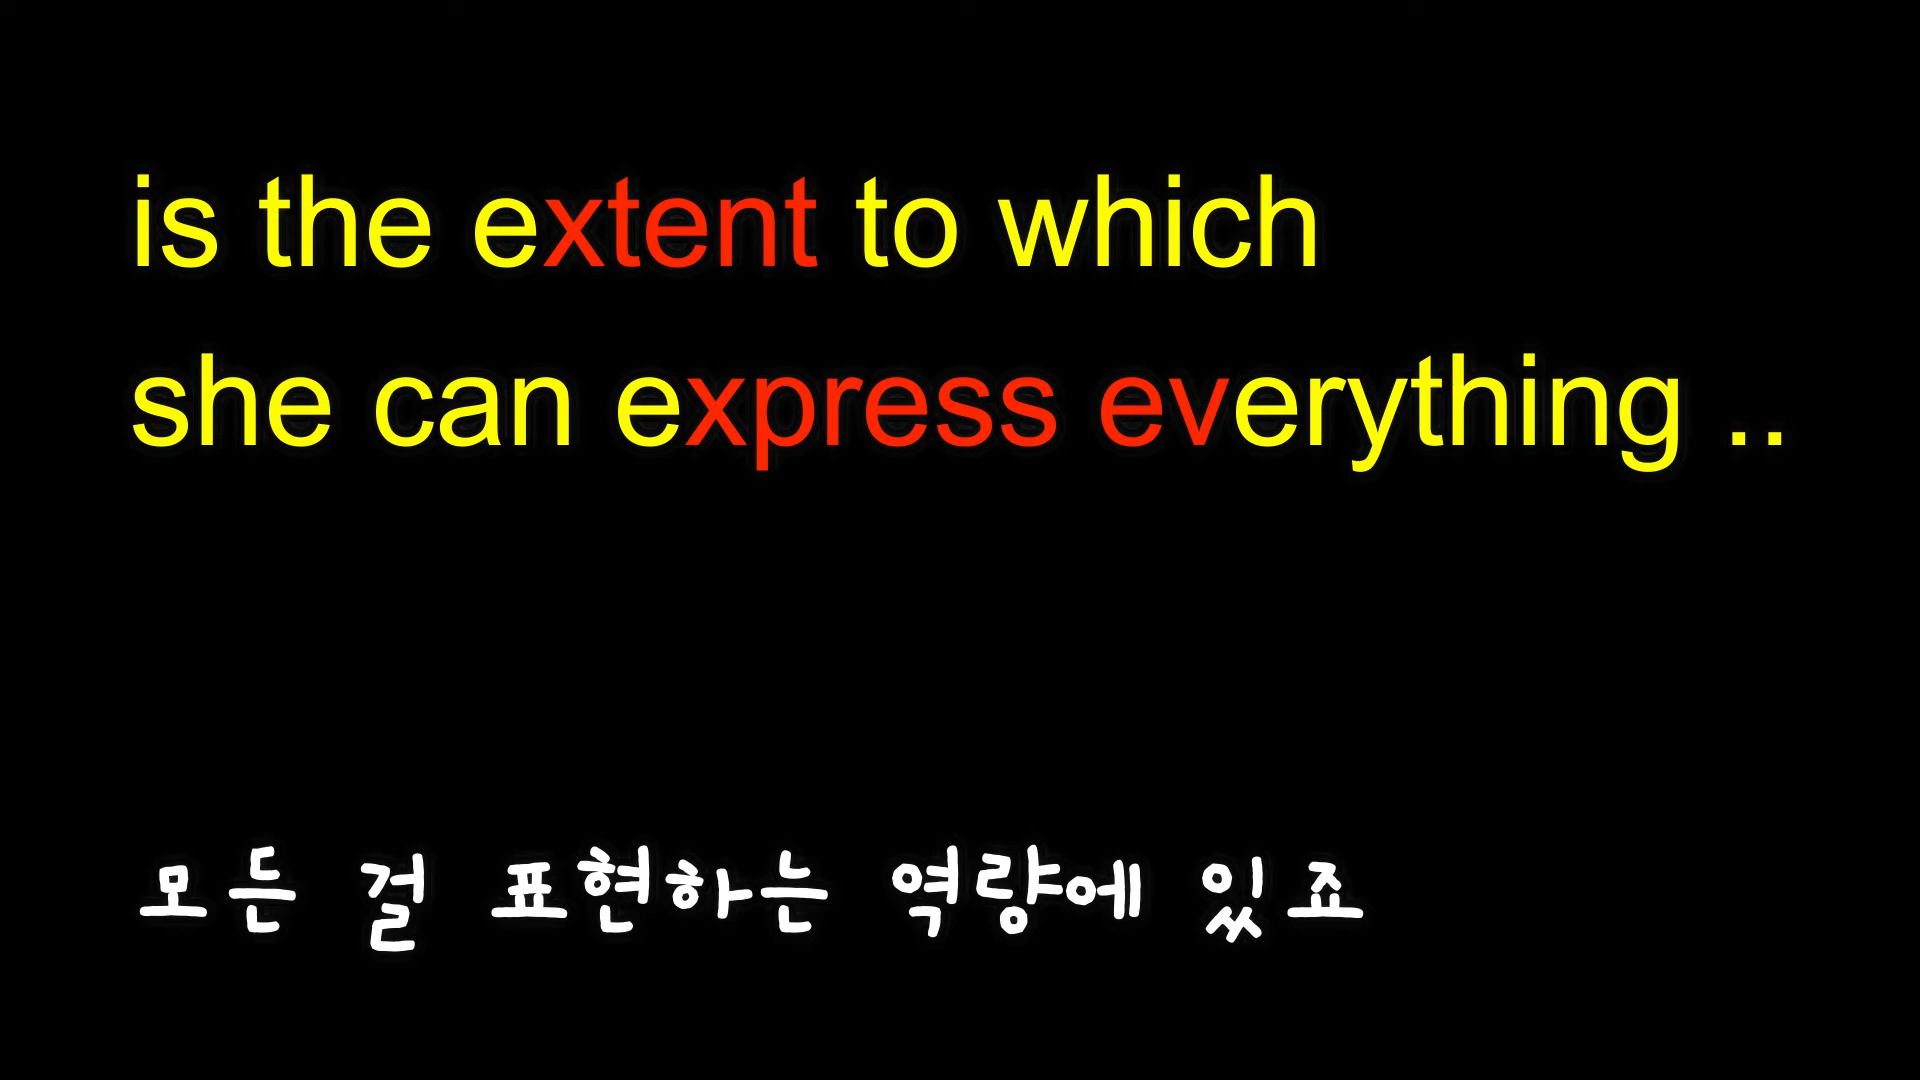 is the extent to which
she can express everything ..
모든 걸 표현하는 역량에 있죠